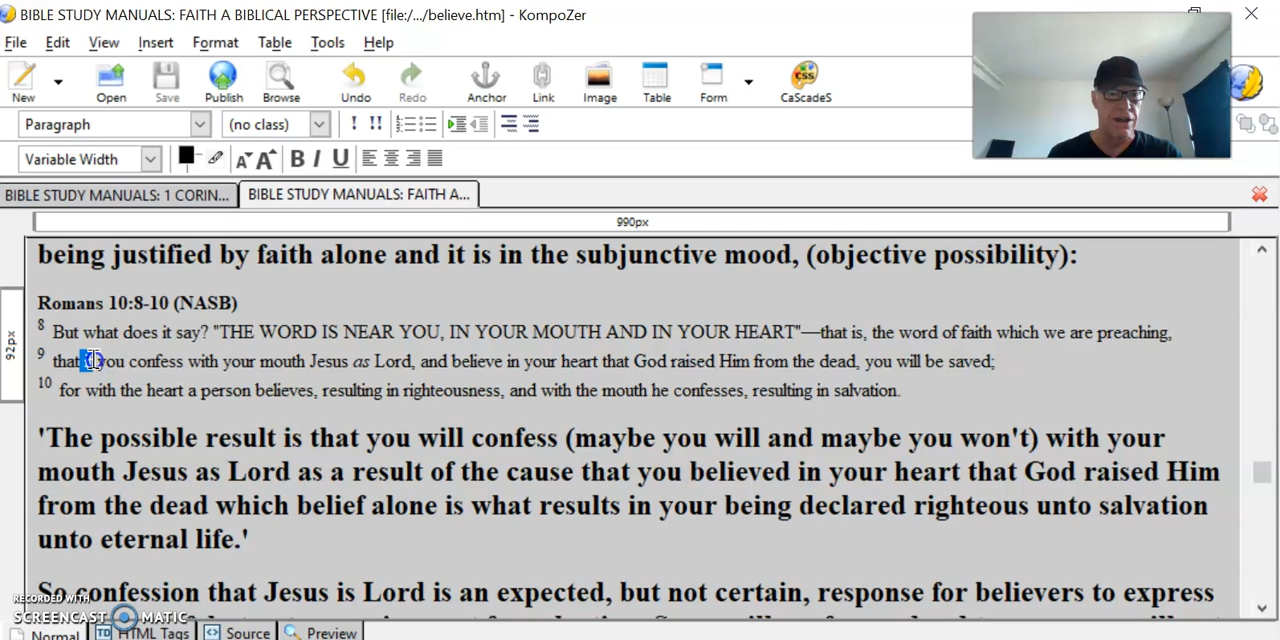 BIBLE STUDY MANUALS: FAITH A BIBLICAL PERSPECTIVE [file:/.../believe.htm] - KompoZer
File Edit View Insert Format Table Tools Help
New Open Save Publish Browse Undo Redo Anchor Link Image Table Form CaScadeS
Paragraph (no class) ! !!
Variable Width A A B I U
BIBLE STUDY MANUALS: 1 CORIN... BIBLE STUDY MANUALS: FAITH A...
990px
92px
being justified by faith alone and it is in the subjunctive mood, (objective possibility):
Romans 10:8-10 (NASB)
8 But what does it say? "THE WORD IS NEAR YOU, IN YOUR MOUTH AND IN YOUR HEART"—that is, the word of faith which we are preaching,
9 that you confess with your mouth Jesus as Lord, and believe in your heart that God raised Him from the dead, you will be saved;
10 for with the heart a person believes, resulting in righteousness, and with the mouth he confesses, resulting in salvation.
'The possible result is that you will confess (maybe you will and maybe you won't) with your
mouth Jesus as Lord as a result of the cause that you believed in your heart that God raised Him
from the dead which belief alone is what results in your being declared righteous unto salvation
unto eternal life.'
So confession that Jesus is Lord is an expected, but not certain, response for believers to express
RECORDED WITH
SCREENCAST MATIC
Normal TD HTML Tags Source Preview